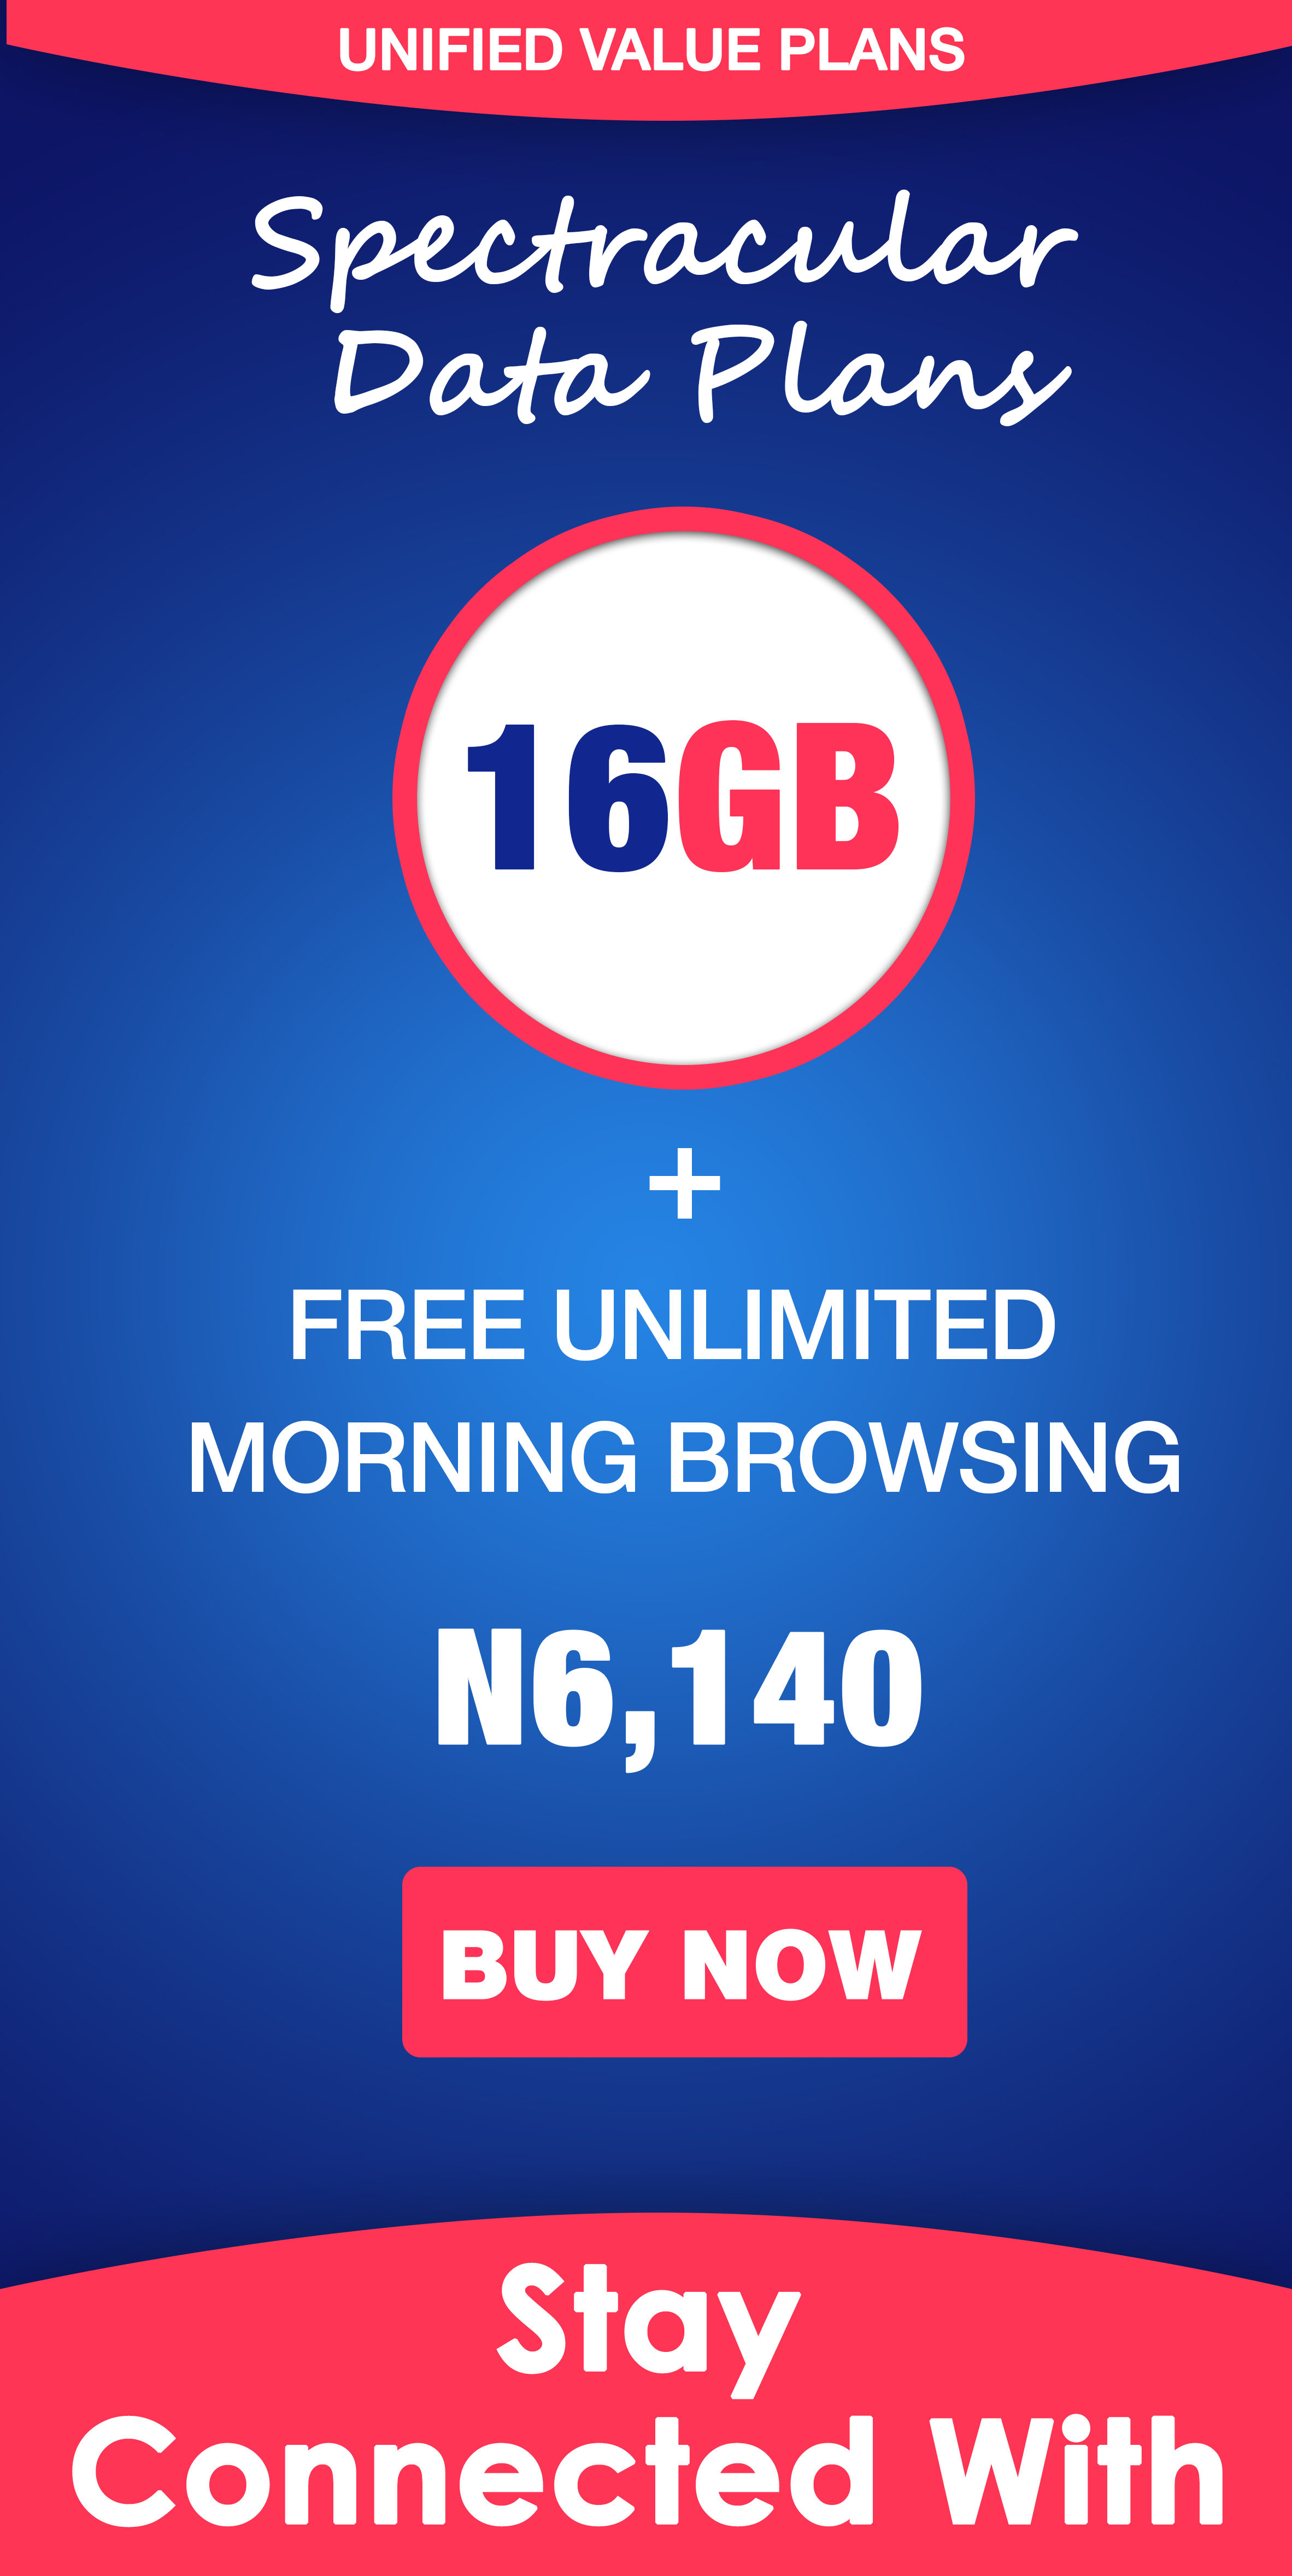 UNIFIED VALUE PLANS
Spectracular
Data Plans
16GB
+
FREE UNLIMITED
MORNING BROWSING
N6,140
BUY NOW
Stay
Connected With